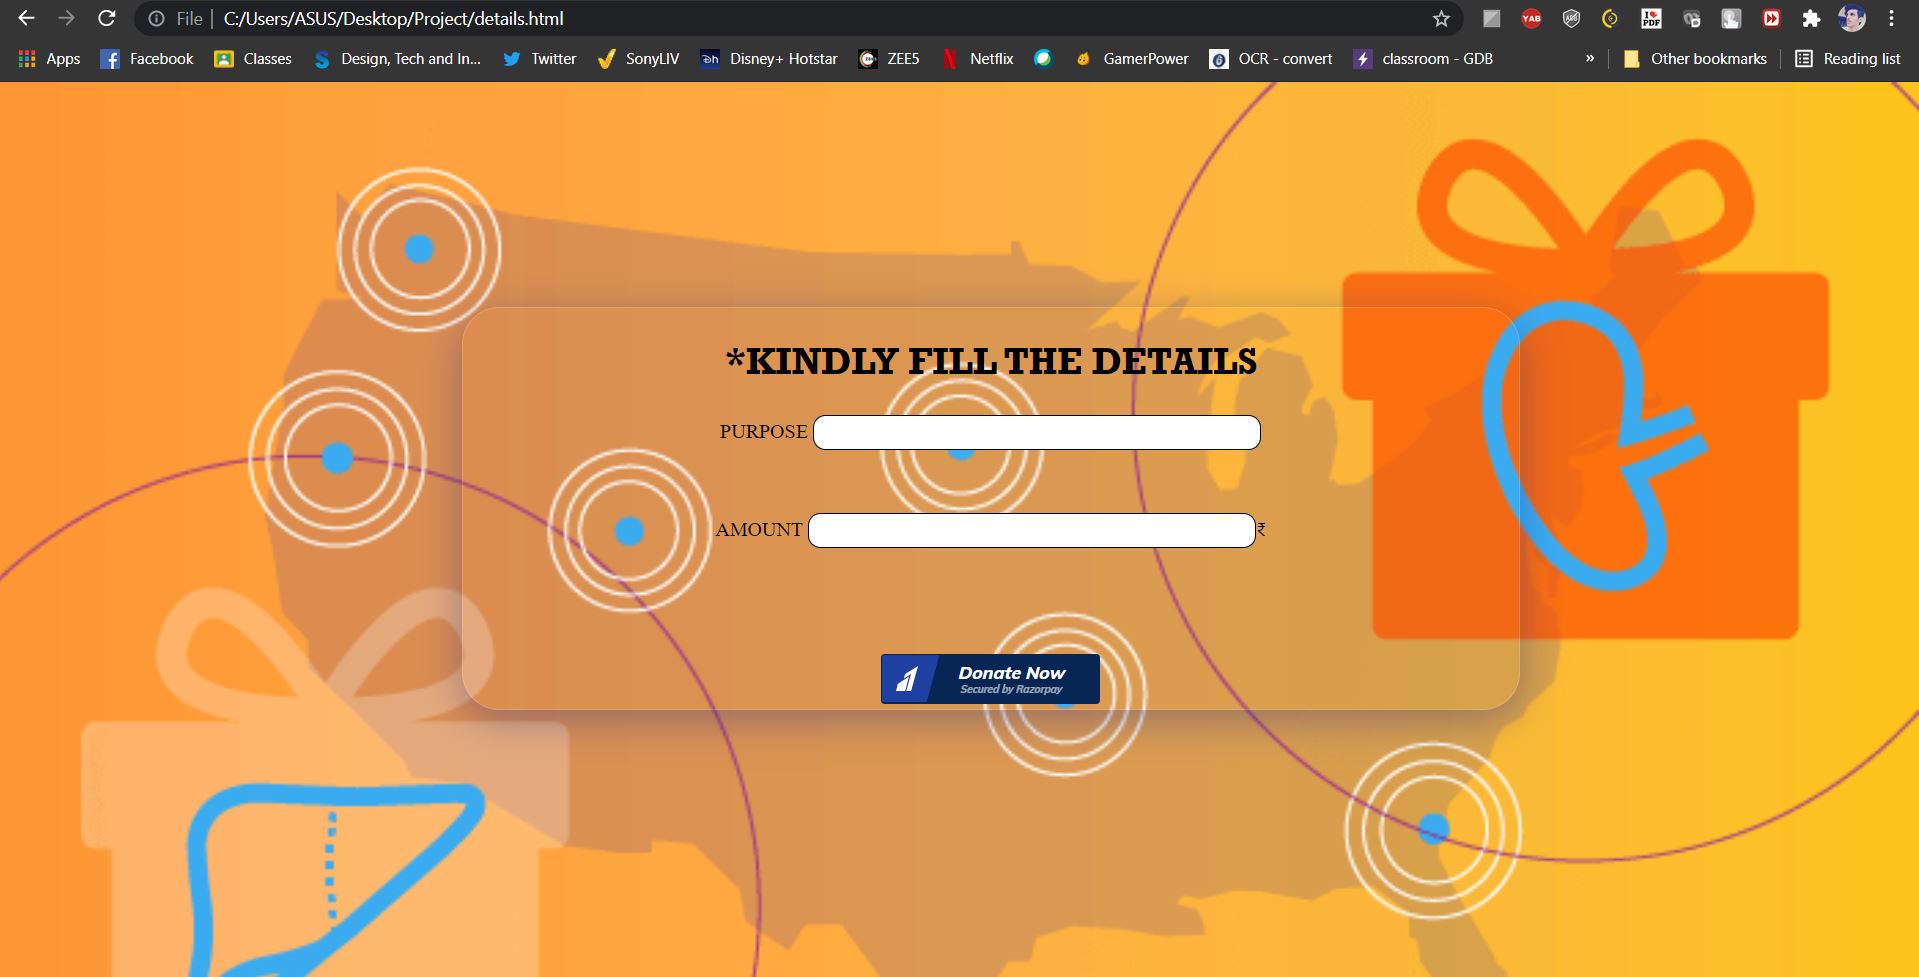 File | C:/Users/ASUS/Desktop/Project/details.html
YAB
I ♥ PDF
Apps Facebook Classes Design, Tech and In... Twitter SonyLIV Disney+ Hotstar ZEE5 Netflix GamerPower OCR - convert classroom - GDB » Other bookmarks Reading list
*KINDLY FILL THE DETAILS
PURPOSE
AMOUNT ₹
Donate Now
Secured by Razorpay